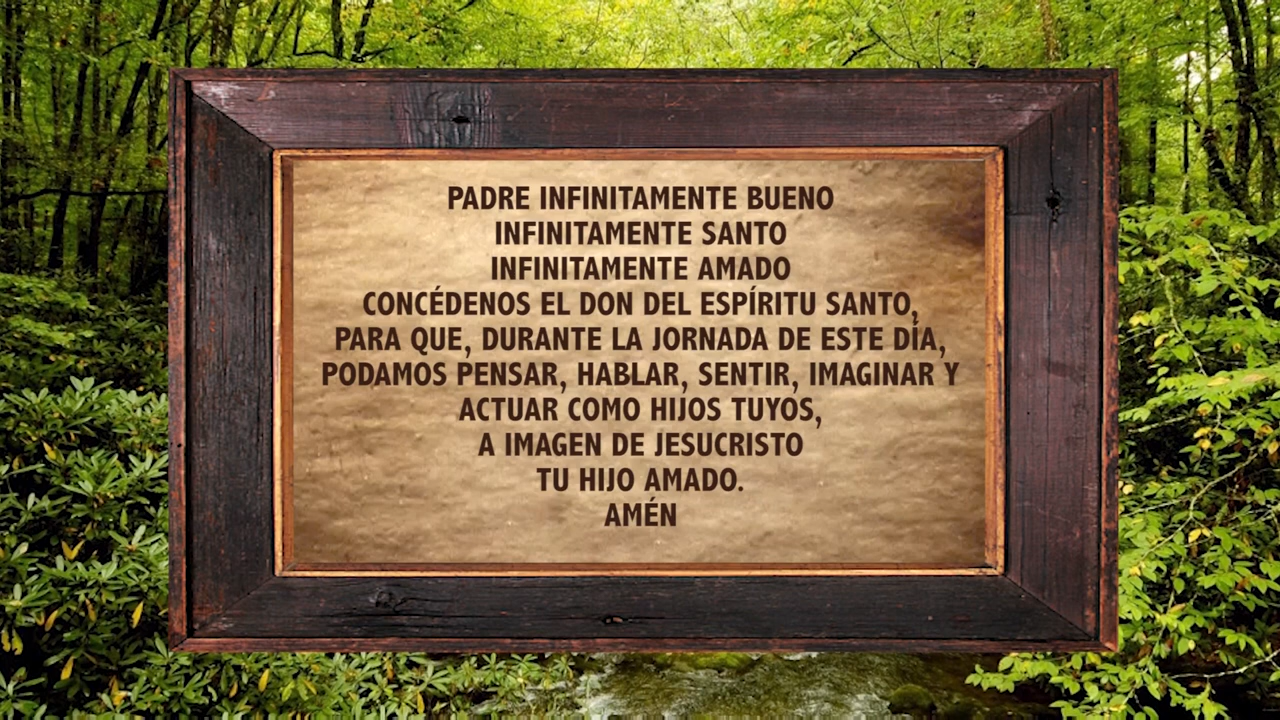 PADRE INFINITAMENTE BUENO
INFINITAMENTE SANTO
INFINITAMENTE AMADO
CONCÉDENOS EL DON DEL ESPÍRITU SANTO,
PARA QUE, DURANTE LA JORNADA DE ESTE DÍA,
PODAMOS PENSAR, HABLAR, SENTIR, IMAGINAR Y
ACTUAR COMO HIJOS TUYOS,
A IMAGEN DE JESUCRISTO
TU HIJO AMADO.
AMÉN